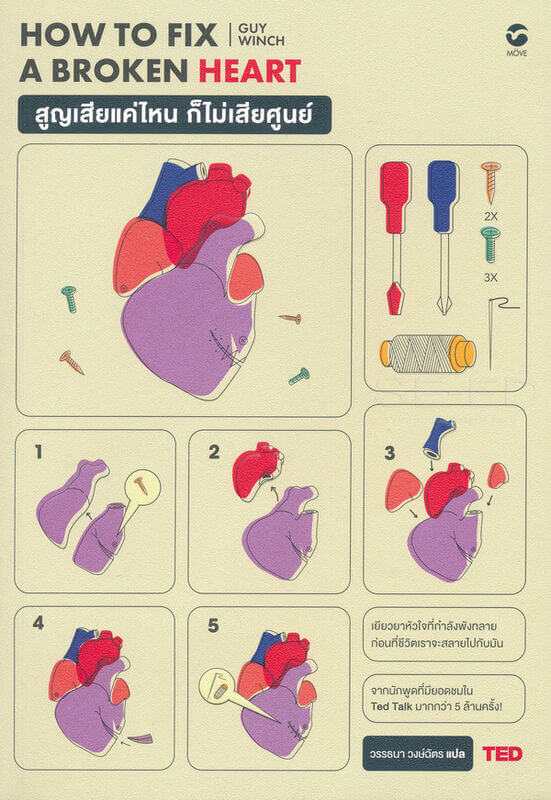 HOW TO FIX
GUY
WINCH
A BROKEN HEART
MÖVE
สูญเสียแค่ไหน ก็ไม่เสียศูนย์
2X
3X
1
2
3
4
5
เยียวยาหัวใจที่กำลังพังทลาย
ก่อนที่ชีวิตเราจะสลายไปกับมัน
จากนักพูดที่มียอดชมใน
Ted Talk มากกว่า 5 ล้านครั้ง!
วรรธนา วงษ์ฉัตร แปล
TED